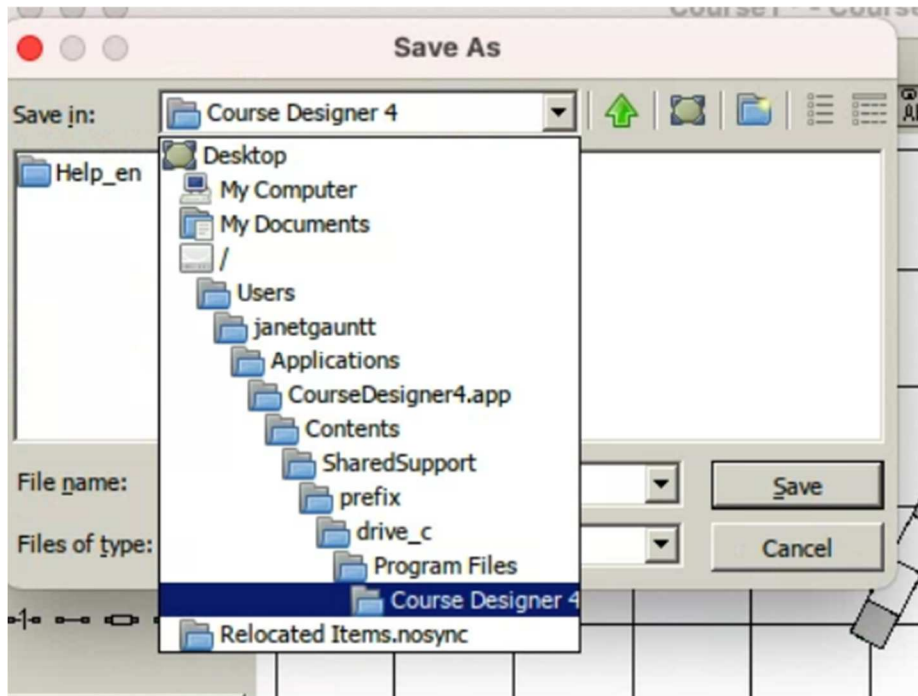 Course1 * - Course
Save As
Save in:
Course Designer 4
Help_en
Desktop
My Computer
My Documents
/
Users
janetgauntt
Applications
CourseDesigner4.app
Contents
SharedSupport
prefix
drive_c
Program Files
Course Designer 4
Relocated Items.nosync
File name:
Save
Files of type:
Cancel